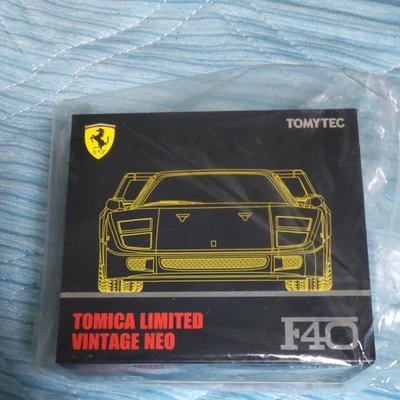 TOMYTEC
TOMICA LIMITED
VINTAGE NEO
F40